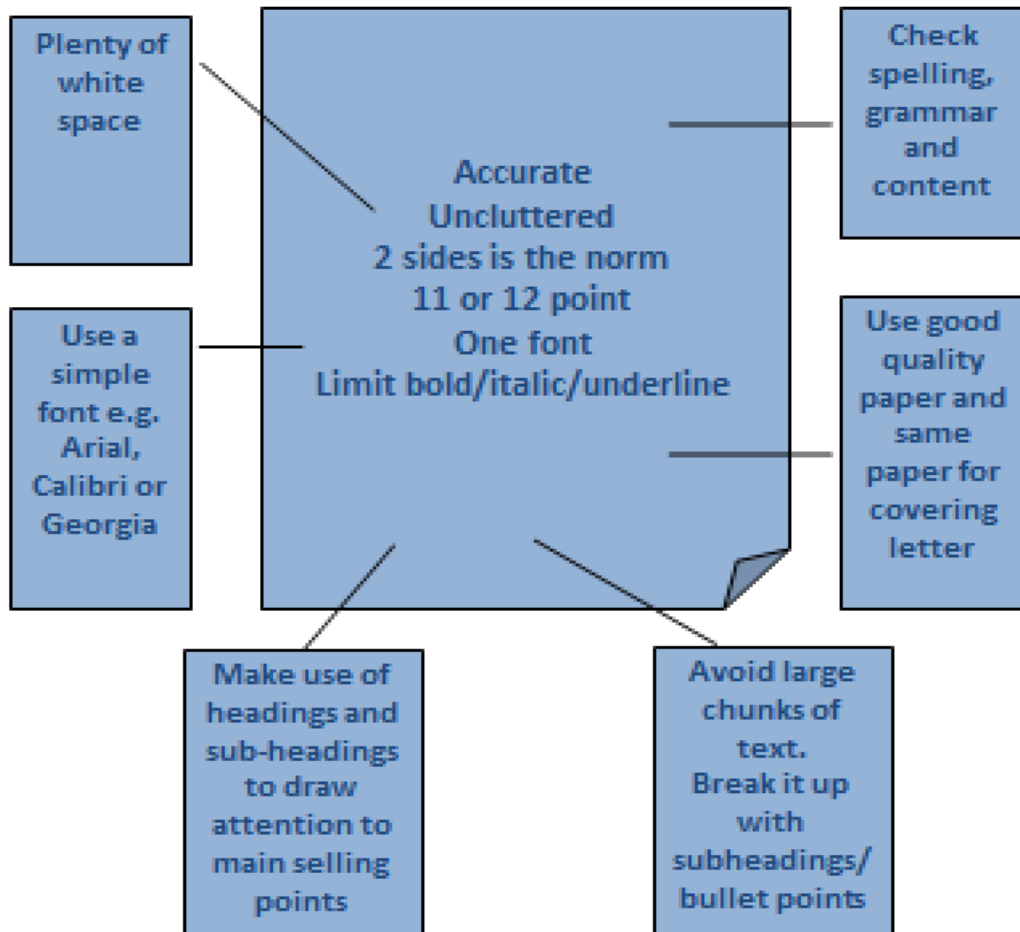 Plenty of
white
space
Check
spelling,
grammar
and
content
Accurate
Uncluttered
2 sides is the norm
11 or 12 point
One font
Limit bold/italic/underline
Use a
simple
font e.g.
Arial,
Calibri or
Georgia
Use good
quality
paper and
same
paper for
covering
letter
Make use of
headings and
sub-headings
to draw
attention to
main selling
points
Avoid large
chunks of
text.
Break it up
with
subheadings/
bullet points